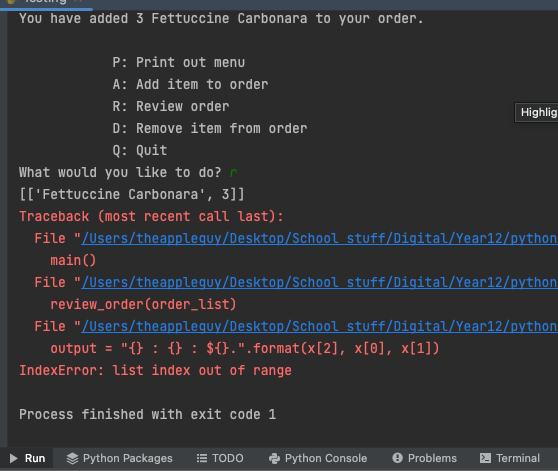 You have added 3 Fettuccine Carbonara to your order.
P: Print out menu
A: Add item to order
R: Review order
D: Remove item from order
Q: Quit
What would you like to do? r
[['Fettuccine Carbonara', 3]]
Traceback (most recent call last):
File "/Users/theappleguy/Desktop/School stuff/Digital/Year12/python
main()
File "/Users/theappleguy/Desktop/School stuff/Digital/Year12/python
review_order(order_list)
File "/Users/theappleguy/Desktop/School stuff/Digital/Year12/python
output = "{} : {} : ${}.".format(x[2], x[0], x[1])
IndexError: list index out of range
Process finished with exit code 1
Highlig
Run Python Packages TODO Python Console Problems Terminal